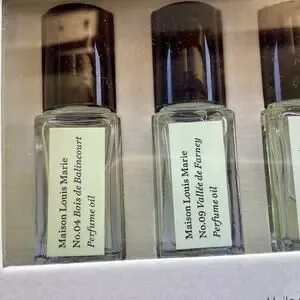 Maison Louis Marie
No.04 Bois de Balincourt
Perfume oil
Maison Louis Marie
No.09 Vallée de Farney
Perfume oil